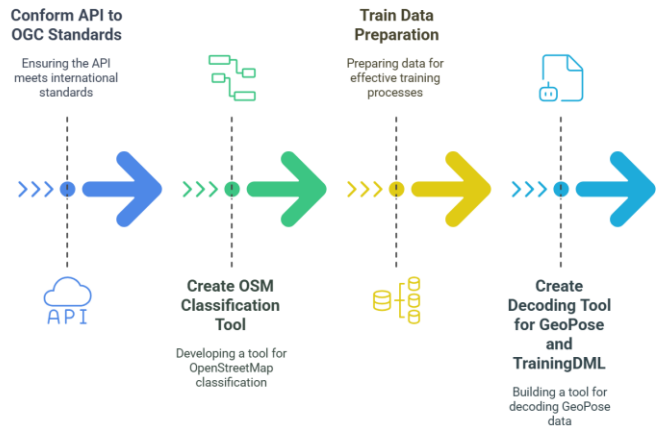 Conform API to
OGC Standards
Ensuring the API
meets international
standards
API
Create OSM
Classification
Tool
Developing a tool for
OpenStreetMap
classification
Train Data
Preparation
Preparing data for
effective training
processes
Create
Decoding Tool
for GeoPose
and
TrainingDML
Building a tool for
decoding GeoPose
data